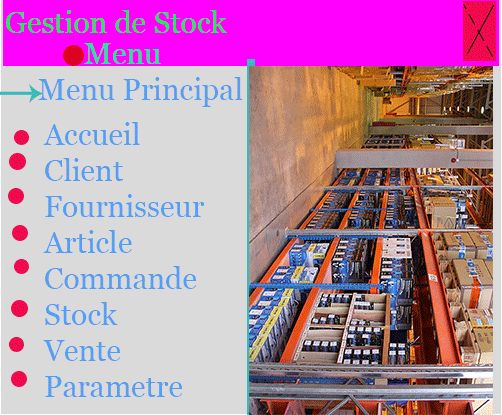 Gestion de Stock
Menu
Menu Principal
Accueil
Client
Fournisseur
Article
Commande
Stock
Vente
Parametre